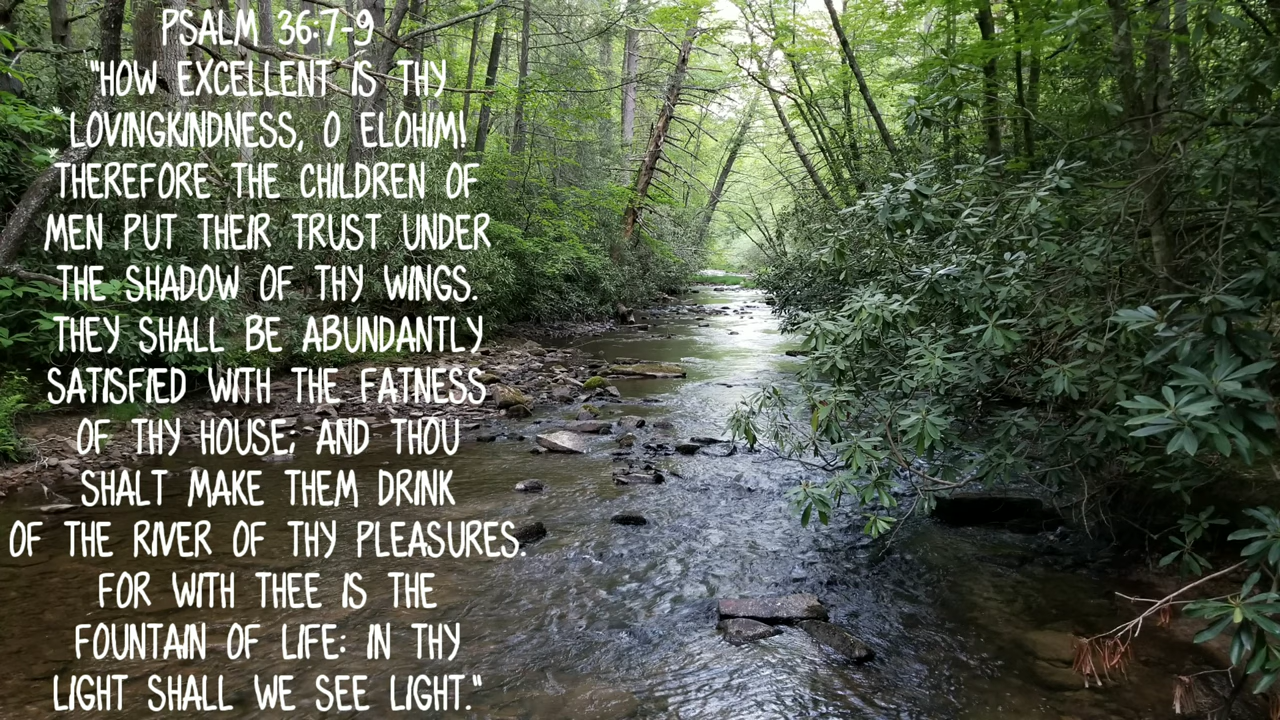 PSALM 36:7-9
"HOW EXCELLENT IS THY
LOVINGKINDNESS, O ELOHIM!
THEREFORE THE CHILDREN OF
MEN PUT THEIR TRUST UNDER
THE SHADOW OF THY WINGS.
THEY SHALL BE ABUNDANTLY
SATISFIED WITH THE FATNESS
OF THY HOUSE; AND THOU
SHALT MAKE THEM DRINK
OF THE RIVER OF THY PLEASURES.
FOR WITH THEE IS THE
FOUNTAIN OF LIFE: IN THY
LIGHT SHALL WE SEE LIGHT."